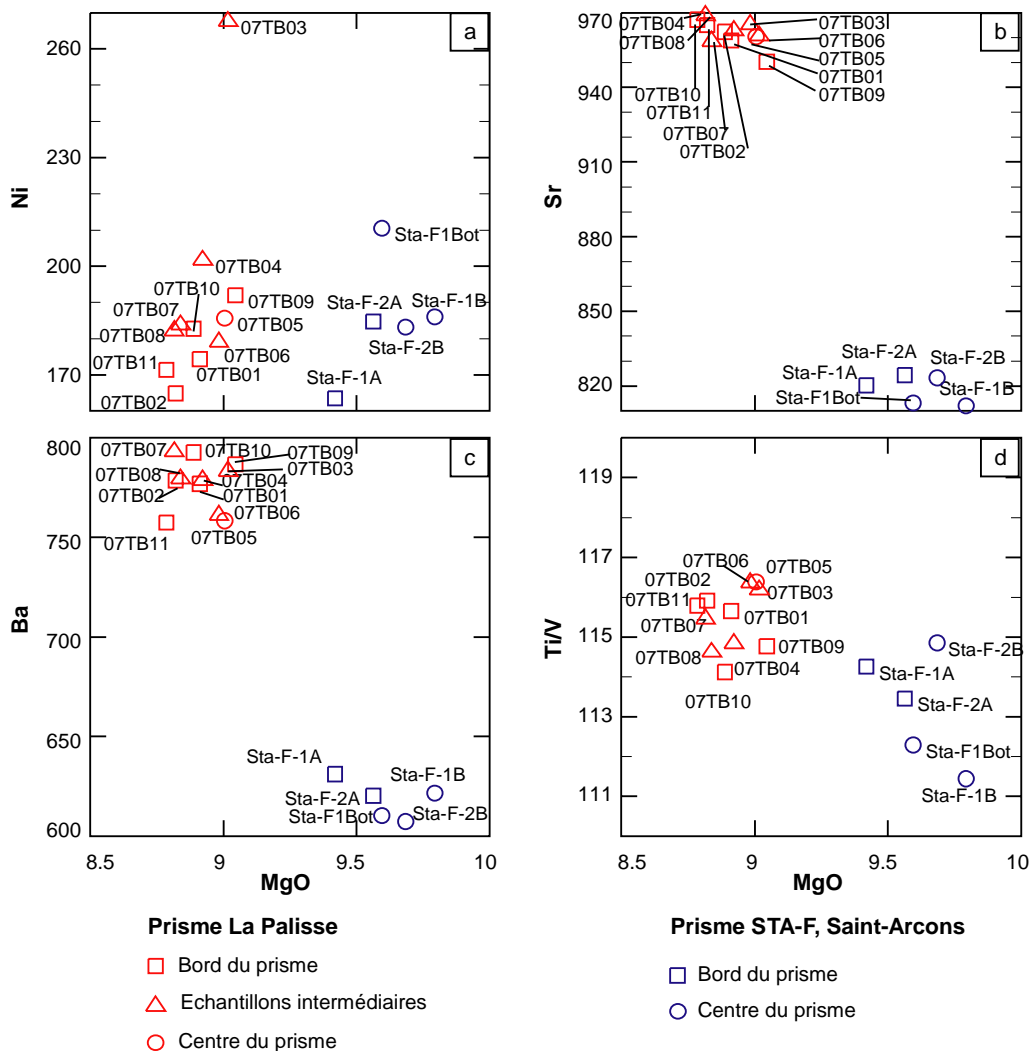 a
260
220
200
170
Ni
07TB03
07TB04
07TB10
07TB07
07TB09
07TB05
07TB08
07TB11
07TB06
07TB01
07TB02
Sta-F1Bot
Sta-F-2A
Sta-F-1B
Sta-F-2B
Sta-F-1A
b
970
940
910
880
850
820
Sr
07TB04
07TB08
07TB03
07TB06
07TB05
07TB01
07TB09
07TB10
07TB11
07TB07
07TB02
Sta-F-2A
Sta-F-2B
Sta-F-1A
Sta-F1Bot
Sta-F-1B
c
800
750
700
650
600
Ba
07TB07
07TB10
07TB09
07TB03
07TB08
07TB04
07TB02
07TB01
07TB06
07TB05
07TB11
Sta-F-1A
Sta-F-1B
Sta-F-2A
Sta-F1Bot
Sta-F-2B
8.5
9
9.5
10
MgO
d
119
117
115
113
111
Ti/V
07TB06
07TB05
07TB02
07TB03
07TB11
07TB01
07TB07
07TB09
07TB08
07TB04
07TB10
Sta-F-2B
Sta-F-1A
Sta-F-2A
Sta-F1Bot
Sta-F-1B
8.5
9
9.5
10
MgO
Prisme La Palisse
Bord du prisme
Echantillons intermédiaires
Centre du prisme
Prisme STA-F, Saint-Arcons
Bord du prisme
Centre du prisme